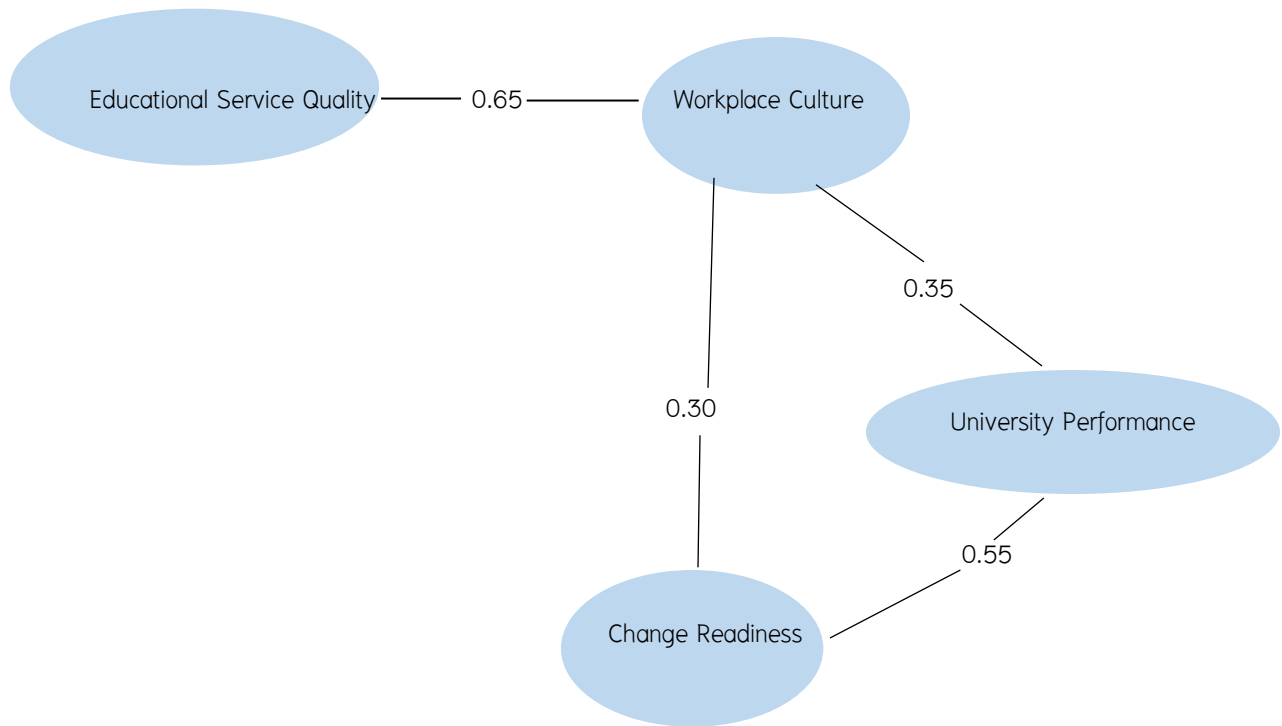 Educational Service Quality
0.65
Workplace Culture
0.35
0.30
University Performance
0.55
Change Readiness